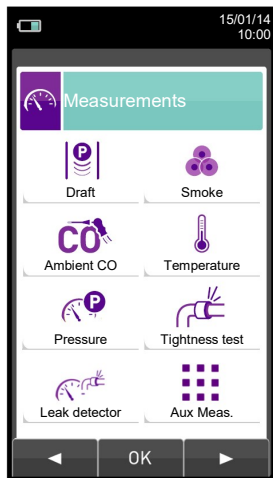 15/01/14
10:00
Measurements
P
Draft
Smoke
CO
Ambient CO
Temperature
P
Pressure
Tightness test
Leak detector
Aux Meas.
OK